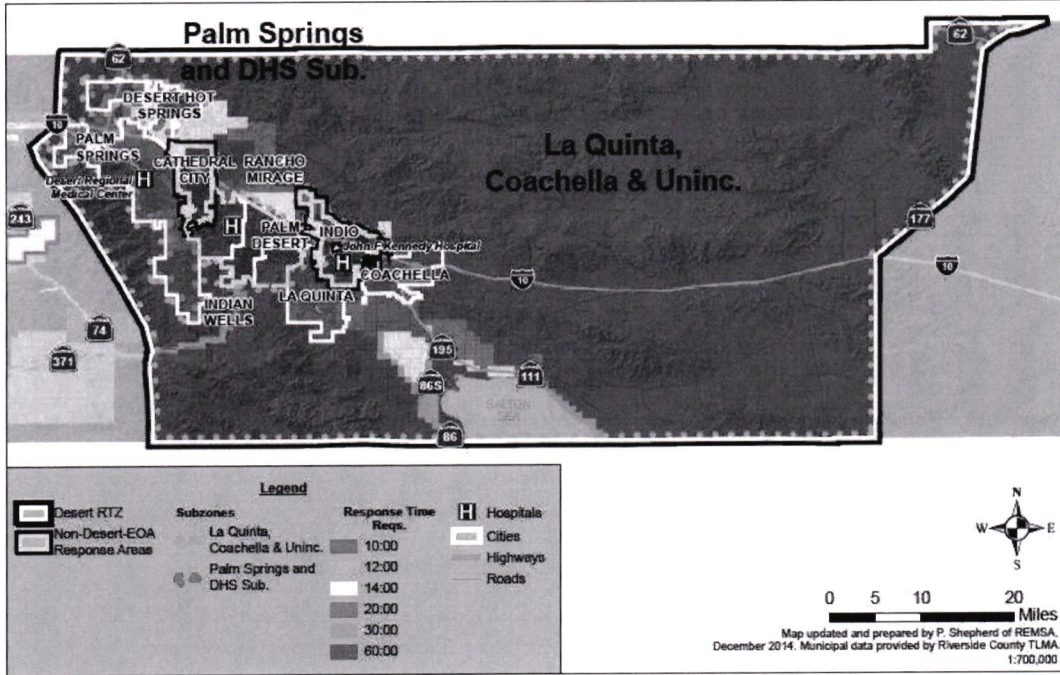 Palm Springs
and DHS Sub.
62
62
DESERT HOT
SPRINGS
10
PALM
SPRINGS
CATHEDRAL
CITY
RANCHO
MIRAGE
La Quinta,
Coachella & Uninc.
Desert Regional
Medical Center
H
243
H
177
PALM
DESERT
INDIO
John F Kennedy Hospital
H
COACHELLA
10
10
LA QUINTA
INDIAN
WELLS
74
371
195
86S
111
SALTON
SEA
86
Legend
Desert RTZ
Non-Desert-EOA
Response Areas
Subzones
La Quinta,
Coachella & Uninc.
Palm Springs and
DHS Sub.
Response Time
Reqs.
10:00
12:00
14:00
20:00
30:00
60:00
H Hospitals
Cities
Highways
Roads
N
W E
S
0 5 10 20
Miles
Map updated and prepared by P. Shepherd of REMSA,
December 2014. Municipal data provided by Riverside County TLMA.
1:700,000